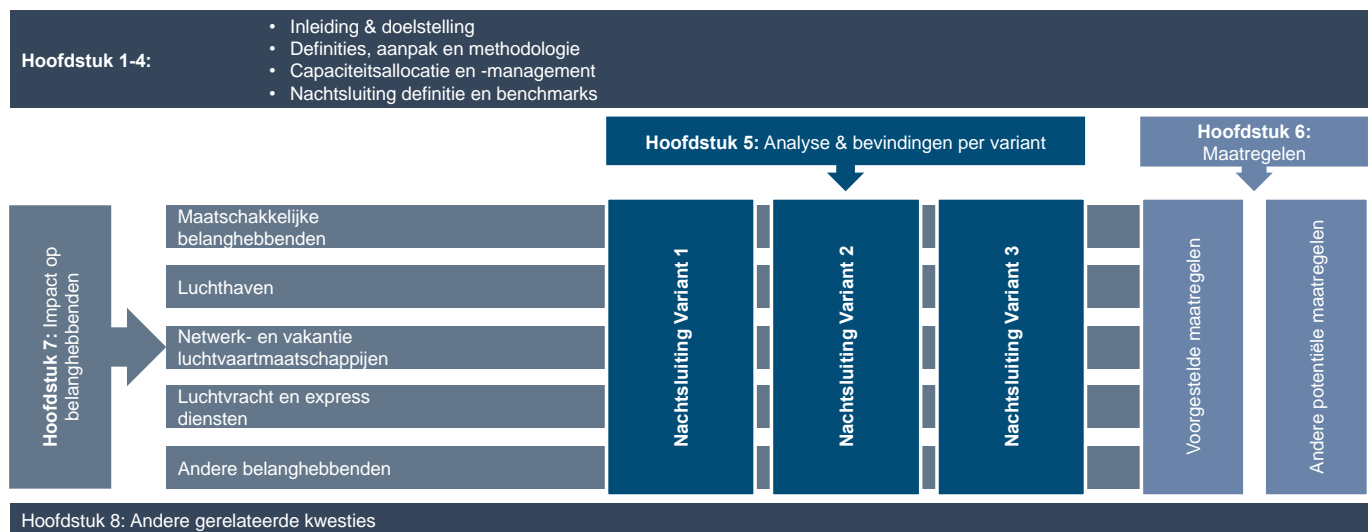 Hoofdstuk 1-4:
• Inleiding & doelstelling
• Definities, aanpak en methodologie
• Capaciteitsallocatie en -management
• Nachtsluiting definitie en benchmarks
Hoofdstuk 5: Analyse & bevindingen per variant
Hoofdstuk 6:
Maatregelen
Hoofdstuk 7: Impact op
belanghebbenden
Maatschakkelijke
belanghebbenden
Luchthaven
Netwerk- en vakantie
luchtvaartmaatschappijen
Luchtvracht en express
diensten
Andere belanghebbenden
Nachtsluiting Variant 1
Nachtsluiting Variant 2
Nachtsluiting Variant 3
Voorgestelde maatregelen
Andere potentiële maatregelen
Hoofdstuk 8: Andere gerelateerde kwesties